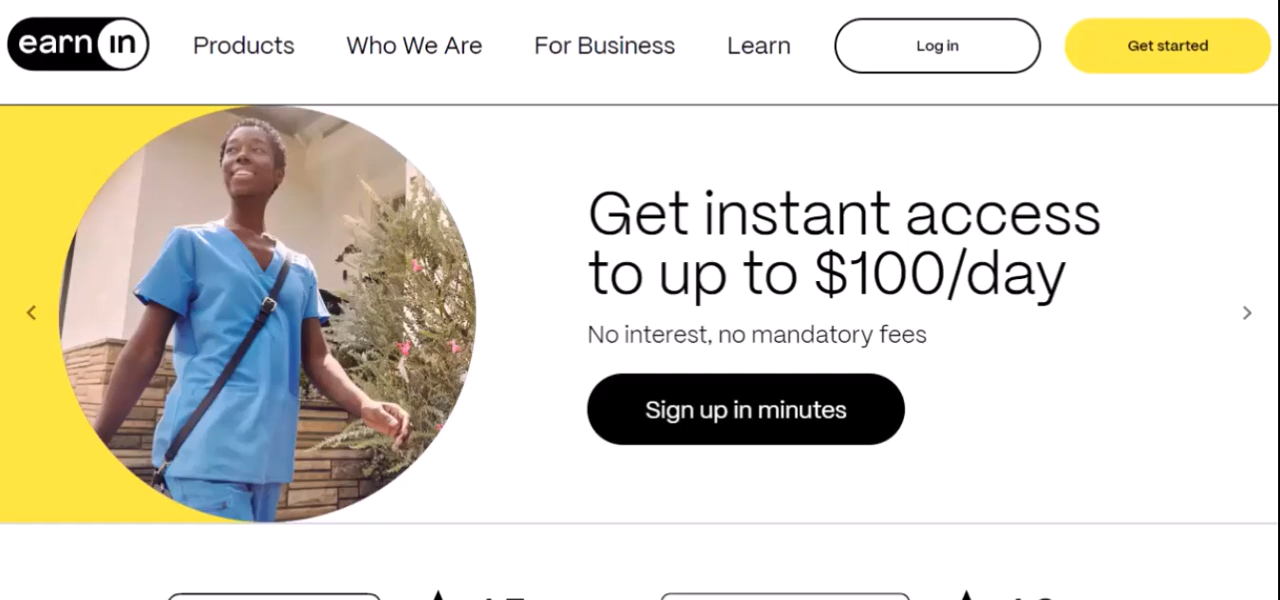 earnin
Products
Who We Are
For Business
Learn
Log in
Get started
Get instant access
to up to $100/day
No interest, no mandatory fees
Sign up in minutes